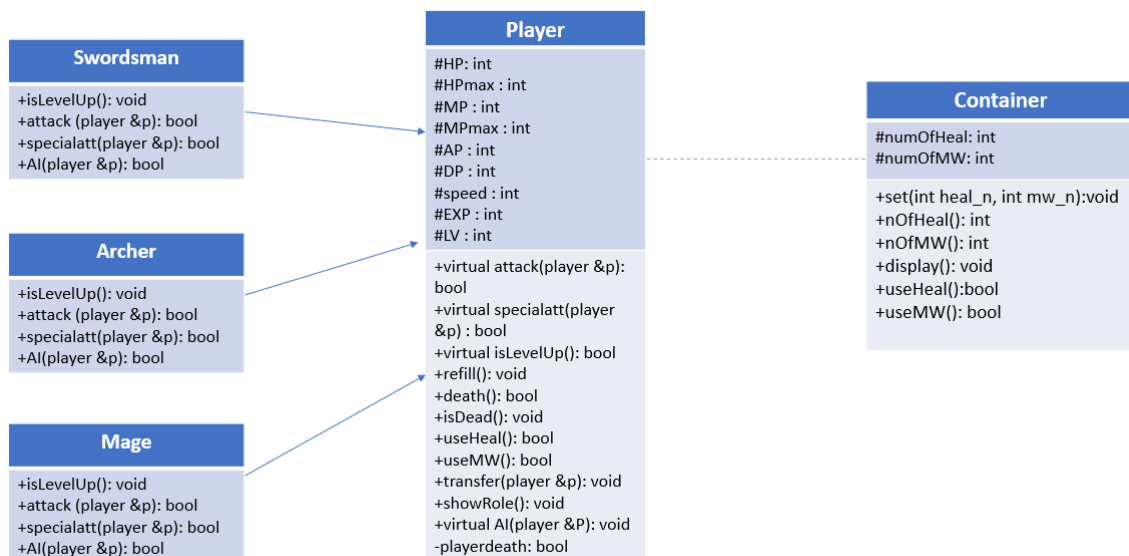 Swordsman
+isLevelUp(): void
+attack (player &p): bool
+specialatt(player &p): bool
+AI(player &p): bool
Archer
+isLevelUp(): void
+attack (player &p): bool
+specialatt(player &p): bool
+AI(player &p): bool
Mage
+isLevelUp(): void
+attack (player &p): bool
+specialatt(player &p): bool
+AI(player &p): bool
Player
#HP: int
#HPmax : int
#MP: int
#MPmax : int
#AP : int
#DP : int
#speed : int
#EXP : int
#LV : int
+virtual attack(player &p):
bool
+virtual specialatt(player
&p) : bool
+virtual isLevelUp(): bool
+refill(): void
+death(): bool
+isDead(): void
+useHeal(): bool
+useMW(): bool
+transfer(player &p): void
+showRole(): void
+virtual AI(player &P): void
-playerdeath: bool
Container
#numOfHeal: int
#numOfMW: int
+set(int heal_n, int mw_n):void
+nOfHeal(): int
+nOfMW(): int
+display(): void
+useHeal():bool
+useMW(): bool